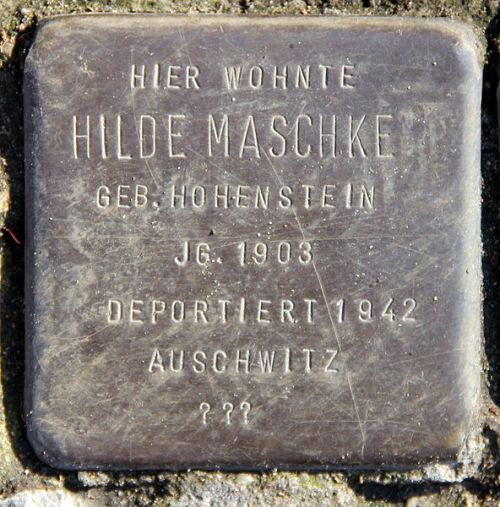 HIER WOHNTE
HILDE MASCHKE
GEB. HOHENSTEIN
JG. 1903
DEPORTIERT 1942
AUSCHWITZ
???